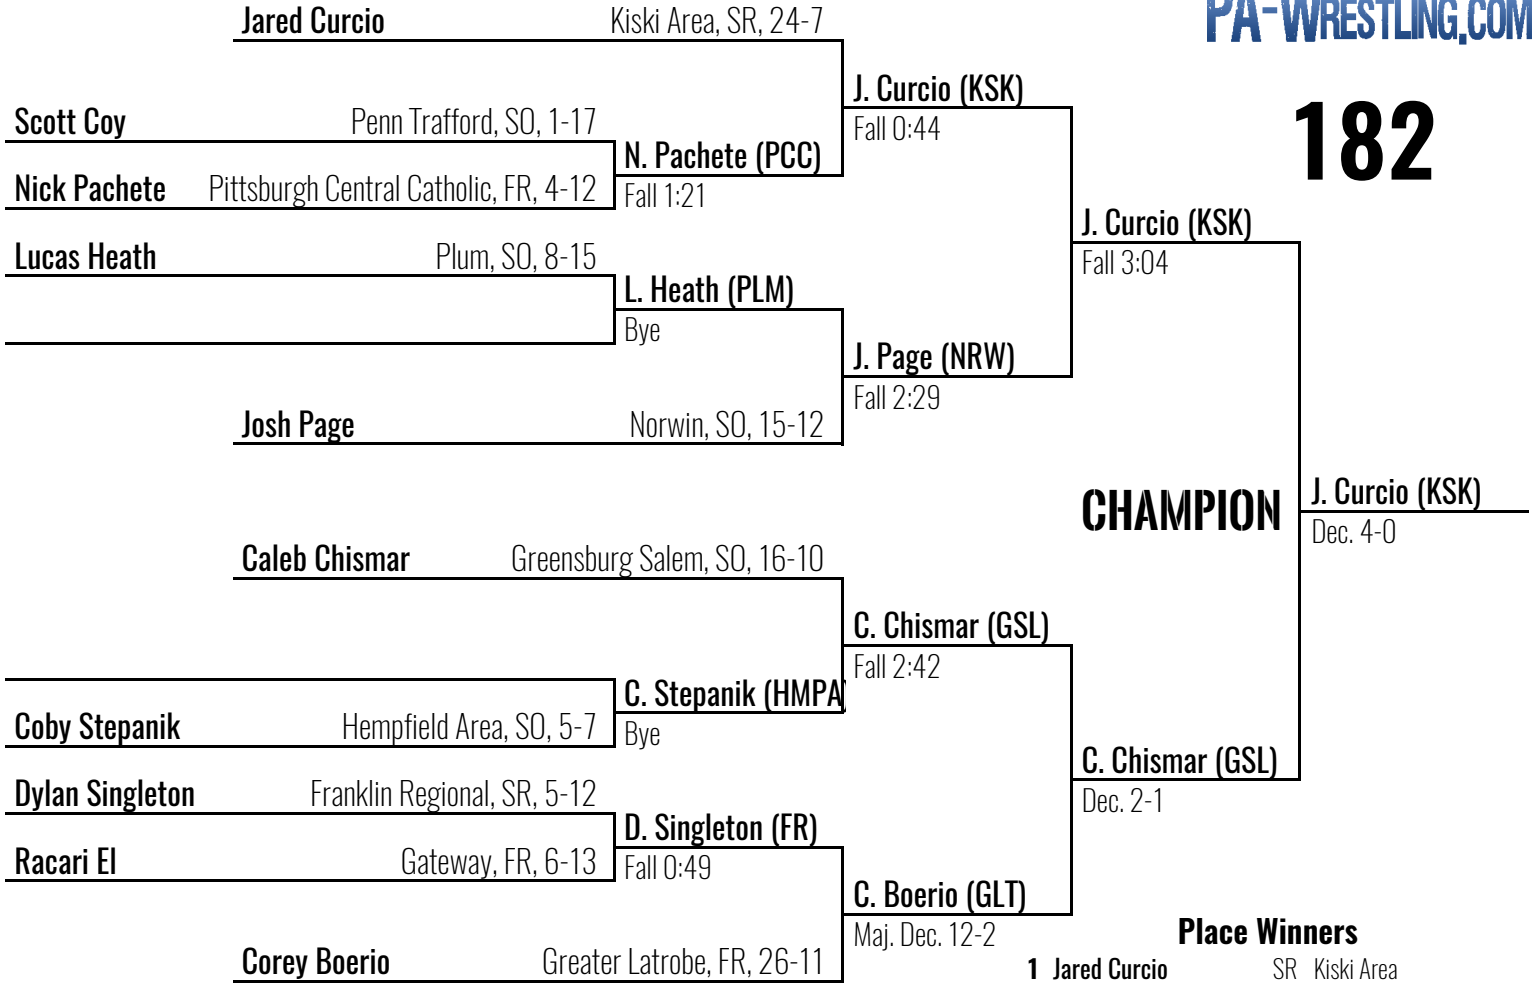 PA-WRESTLING.COM
182
Jared Curcio Kiski Area, SR, 24-7
J. Curcio (KSK)
Fall 0:44
Scott Coy Penn Trafford, SO, 1-17
N. Pachete (PCC)
Fall 1:21
Nick Pachete Pittsburgh Central Catholic, FR, 4-12
J. Curcio (KSK)
Fall 3:04
Lucas Heath Plum, SO, 8-15
L. Heath (PLM)
Bye
J. Page (NRW)
Fall 2:29
Josh Page Norwin, SO, 15-12
CHAMPION
J. Curcio (KSK)
Dec. 4-0
Caleb Chismar Greensburg Salem, SO, 16-10
C. Chismar (GSL)
Fall 2:42
C. Stepanik (HMPA)
Bye
Coby Stepanik Hempfield Area, SO, 5-7
C. Chismar (GSL)
Dec. 2-1
Dylan Singleton Franklin Regional, SR, 5-12
D. Singleton (FR)
Fall 0:49
Racari El Gateway, FR, 6-13
C. Boerio (GLT)
Maj. Dec. 12-2
Corey Boerio Greater Latrobe, FR, 26-11
Place Winners
1 Jared Curcio SR Kiski Area